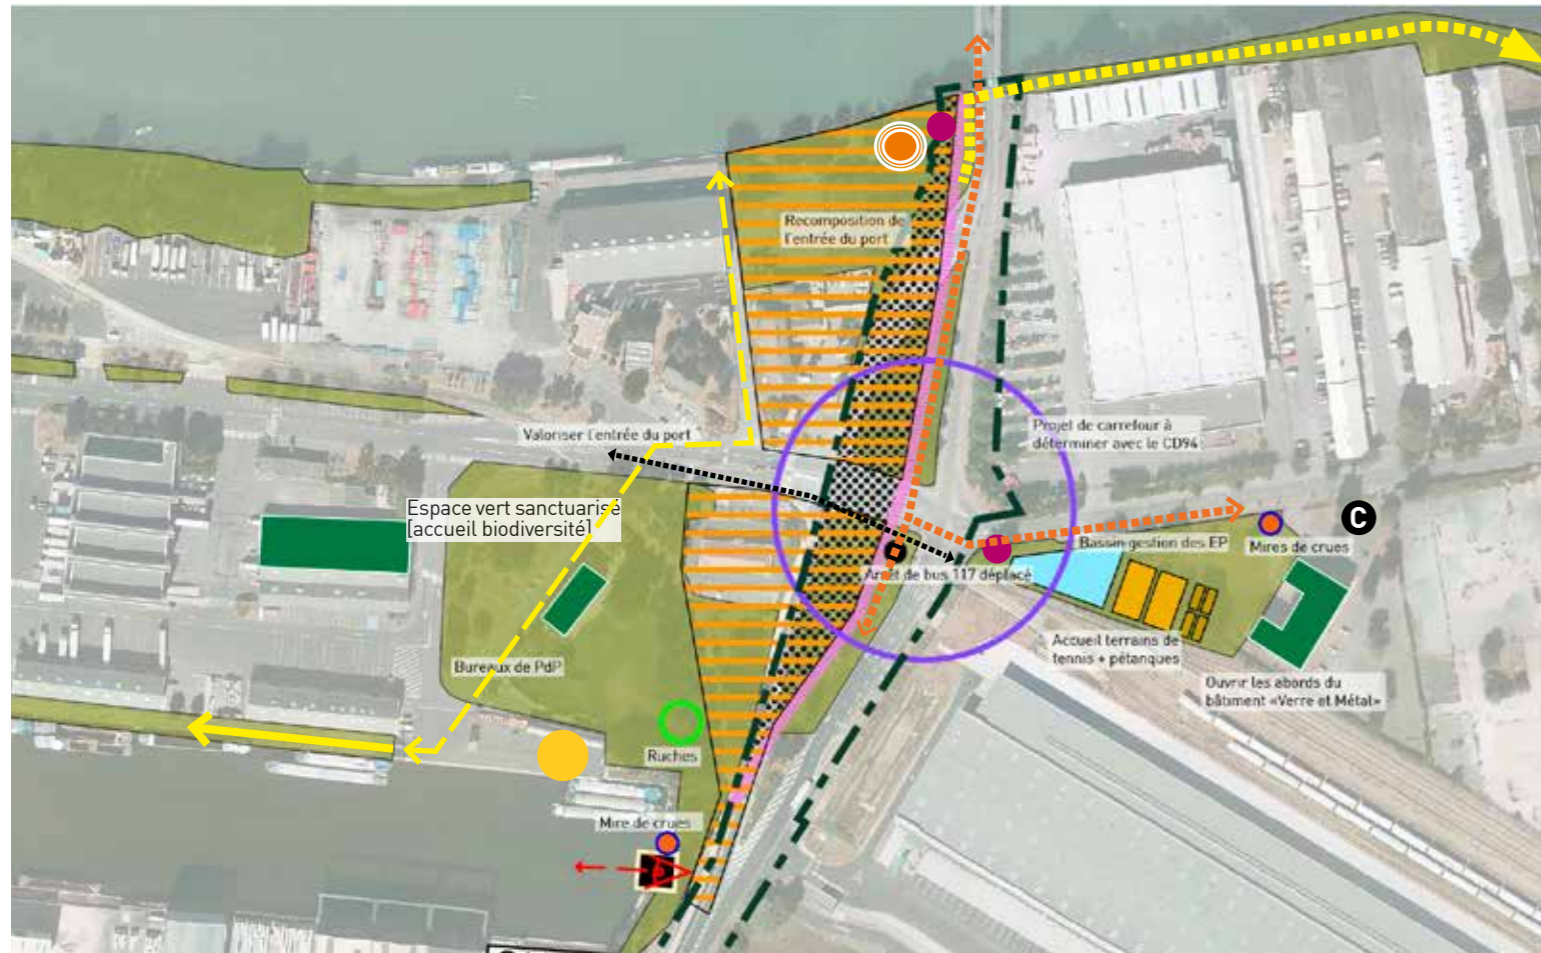 Recomposition de
l'entrée du port
Valoriser l'entrée du port
Projet de carrefour à
déterminer avec le CD94
Espace vert sanctuarisé
[accueil biodiversité]
C
Bassin gestion des EP
Mires de crues
Arrêt de bus 117 déplacé
Accueil terrains de
tennis + pétanques
Bureaux de PdP
Ouvrir les abords du
bâtiment «Verre et Métal»
Ruches
Mire de crues